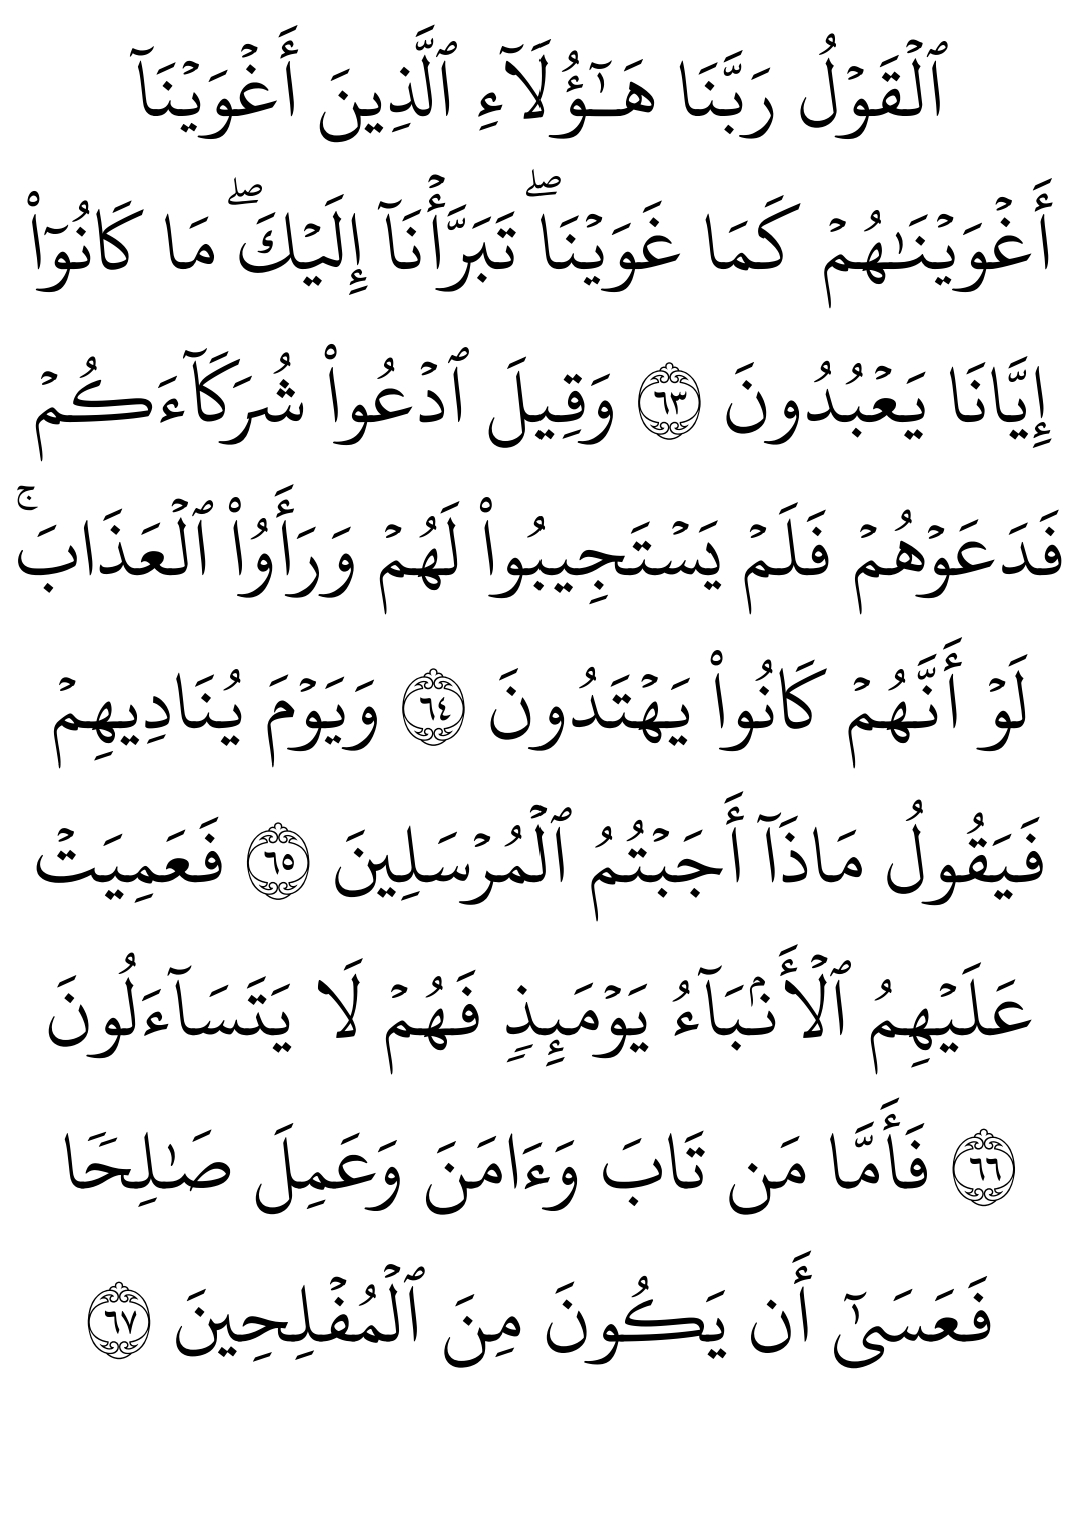 ٱلۡقَوۡلُ رَبَّنَا هَـٰٓؤُلَآءِ ٱلَّذِينَ أَغۡوَيۡنَآ
أَغۡوَيۡنَـٰهُمۡ كَمَا غَوَيۡنَاۖ تَبَرَّأۡنَآ إِلَيۡكَۖ مَا كَانُوٓاْ
إِيَّانَا يَعۡبُدُونَ ٦٣ وَقِيلَ ٱدۡعُواْ شُرَكَآءَكُمۡ
فَدَعَوۡهُمۡ فَلَمۡ يَسۡتَجِيبُواْ لَهُمۡ وَرَأَوُاْ ٱلۡعَذَابَۚ
لَوۡ أَنَّهُمۡ كَانُواْ يَهۡتَدُونَ ٦٤ وَيَوۡمَ يُنَادِيهِمۡ
فَيَقُولُ مَاذَآ أَجَبۡتُمُ ٱلۡمُرۡسَلِينَ ٦٥ فَعَمِيَتۡ
عَلَيۡهِمُ ٱلۡأَنۢبَآءُ يَوۡمَئِذٖ فَهُمۡ لَا يَتَسَآءَلُونَ
٦٦ فَأَمَّا مَن تَابَ وَءَامَنَ وَعَمِلَ صَٰلِحٗا
فَعَسَىٰٓ أَن يَكُونَ مِنَ ٱلۡمُفۡلِحِينَ ٦٧